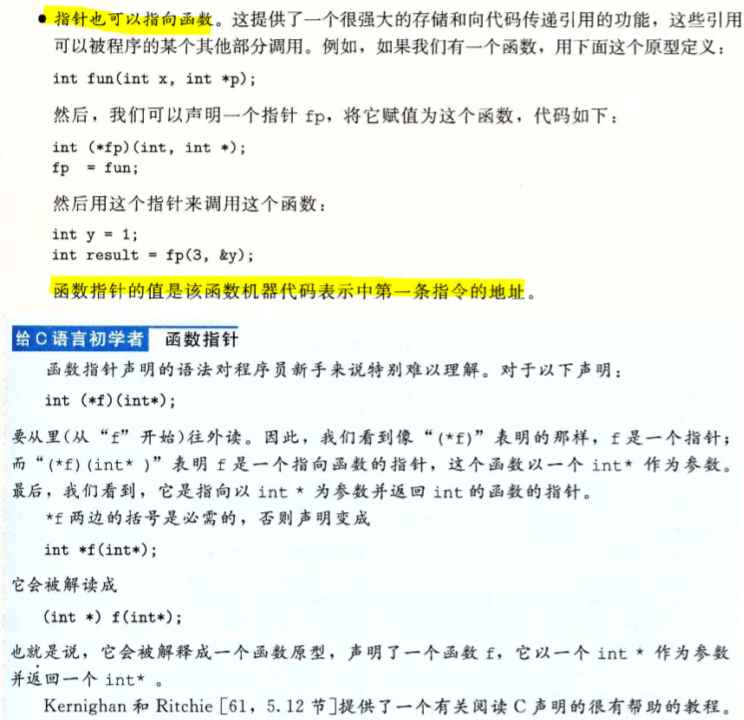 • 指针也可以指向函数。这提供了一个很强大的存储和向代码传递引用的功能，这些引用
可以被程序的某个其他部分调用。例如，如果我们有一个函数，用下面这个原型定义：
int fun(int x, int *p);
然后，我们可以声明一个指针 fp，将它赋值为这个函数，代码如下：
int (*fp)(int, int *);
fp = fun;
然后用这个指针来调用这个函数：
int y = 1;
int result = fp(3, &y);
函数指针的值是该函数机器代码表示中第一条指令的地址。
给C语言初学者 函数指针
函数指针声明的语法对程序员新手来说特别难以理解。对于以下声明：
int (*f)(int*);
要从里(从“f”开始)往外读。因此，我们看到像“(*f)”表明的那样，f是一个指针；
而“(*f)(int* )”表明 f是一个指向函数的指针，这个函数以一个 int* 作为参数。
最后，我们看到，它是指向以 int * 为参数并返回 int 的函数的指针。
*f 两边的括号是必需的，否则声明变成
int *f(int*);
它会被解读成
(int *) f(int*);
也就是说，它会被解释成一个函数原型，声明了一个函数 f，它以一个 int * 作为参数
并返回一个 int* 。
Kernighan 和 Ritchie [61，5.12 节]提供了一个有关阅读 C 声明的很有帮助的教程。